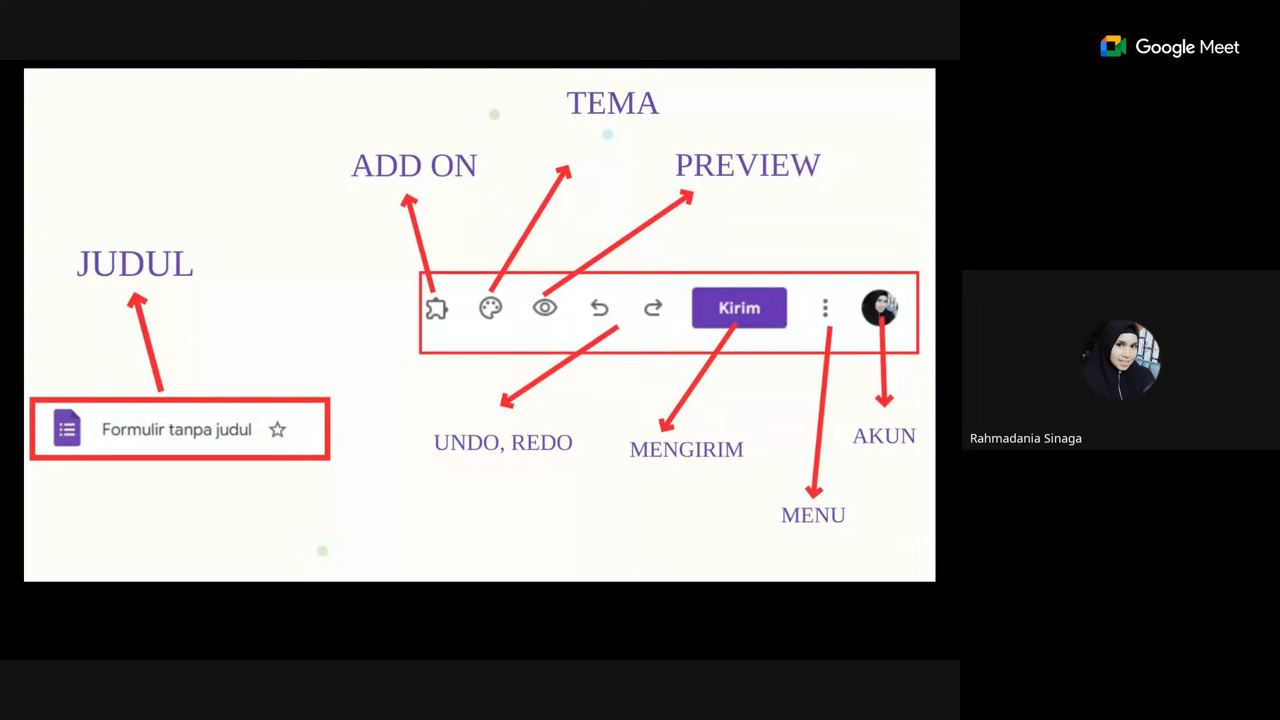 Google Meet
TEMA
ADD ON
PREVIEW
JUDUL
Kirim
Formulir tanpa judul
UNDO, REDO
MENGIRIM
AKUN
MENU
Rahmadania Sinaga